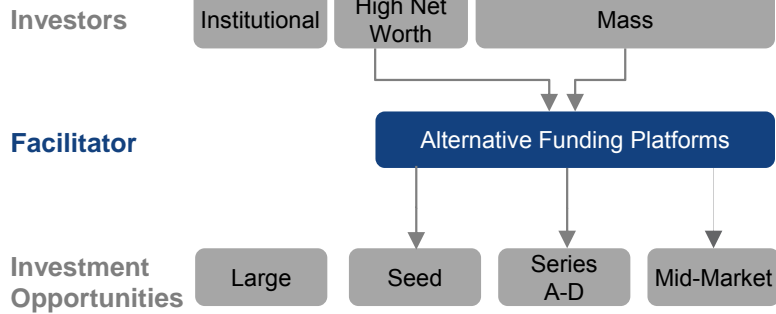 Investors
Institutional
High Net
Worth
Mass
Facilitator
Alternative Funding Platforms
Investment
Opportunities
Large
Seed
Series
A-D
Mid-Market